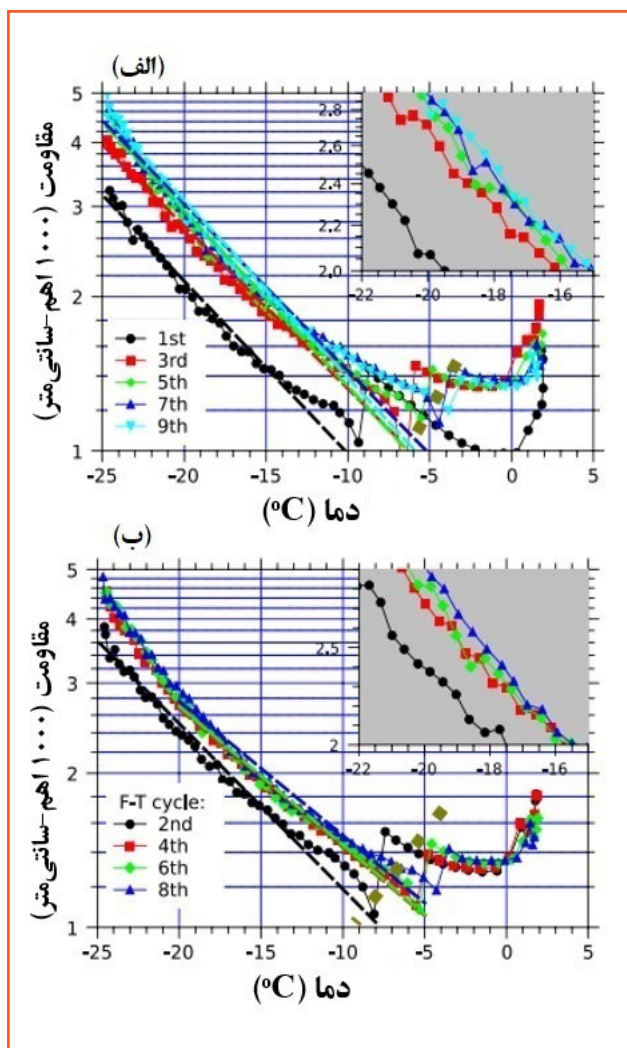 (الف)
مقاومت (۱۰۰۰ اهم-سانتی‌متر)
5
4
3
2
1
2.8
2.6
2.4
2.2
2.0
-22 -20 -18 -16
1st
3rd
5th
7th
9th
-25 -20 -15 -10 -5 0 5
دما (°C)
(ب)
مقاومت (۱۰۰۰ اهم-سانتی‌متر)
5
4
3
2
1
2.5
2
-22 -20 -18 -16
F-T cycle:
2nd
4th
6th
8th
-25 -20 -15 -10 -5 0 5
دما (°C)